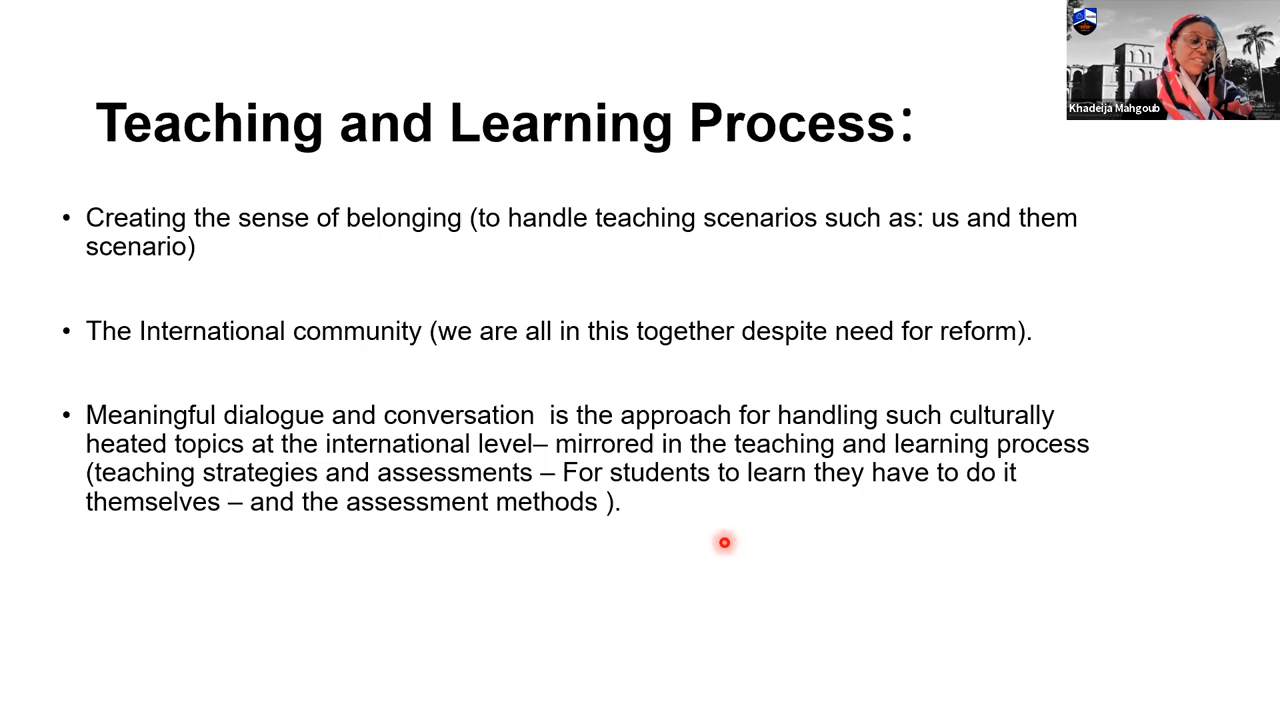 Khadeija Mahgoub
Teaching and Learning Process:
• Creating the sense of belonging (to handle teaching scenarios such as: us and them
scenario)
• The International community (we are all in this together despite need for reform).
• Meaningful dialogue and conversation  is the approach for handling such culturally
heated topics at the international level– mirrored in the teaching and learning process
(teaching strategies and assessments – For students to learn they have to do it
themselves – and the assessment methods ).